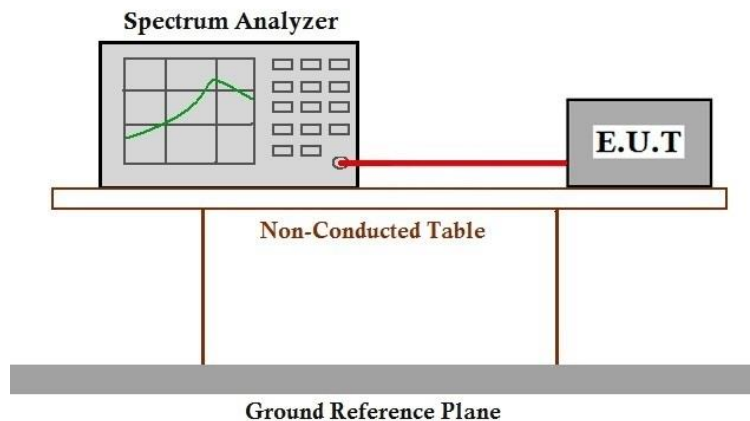 Spectrum Analyzer
E.U.T
Non-Conducted Table
Ground Reference Plane